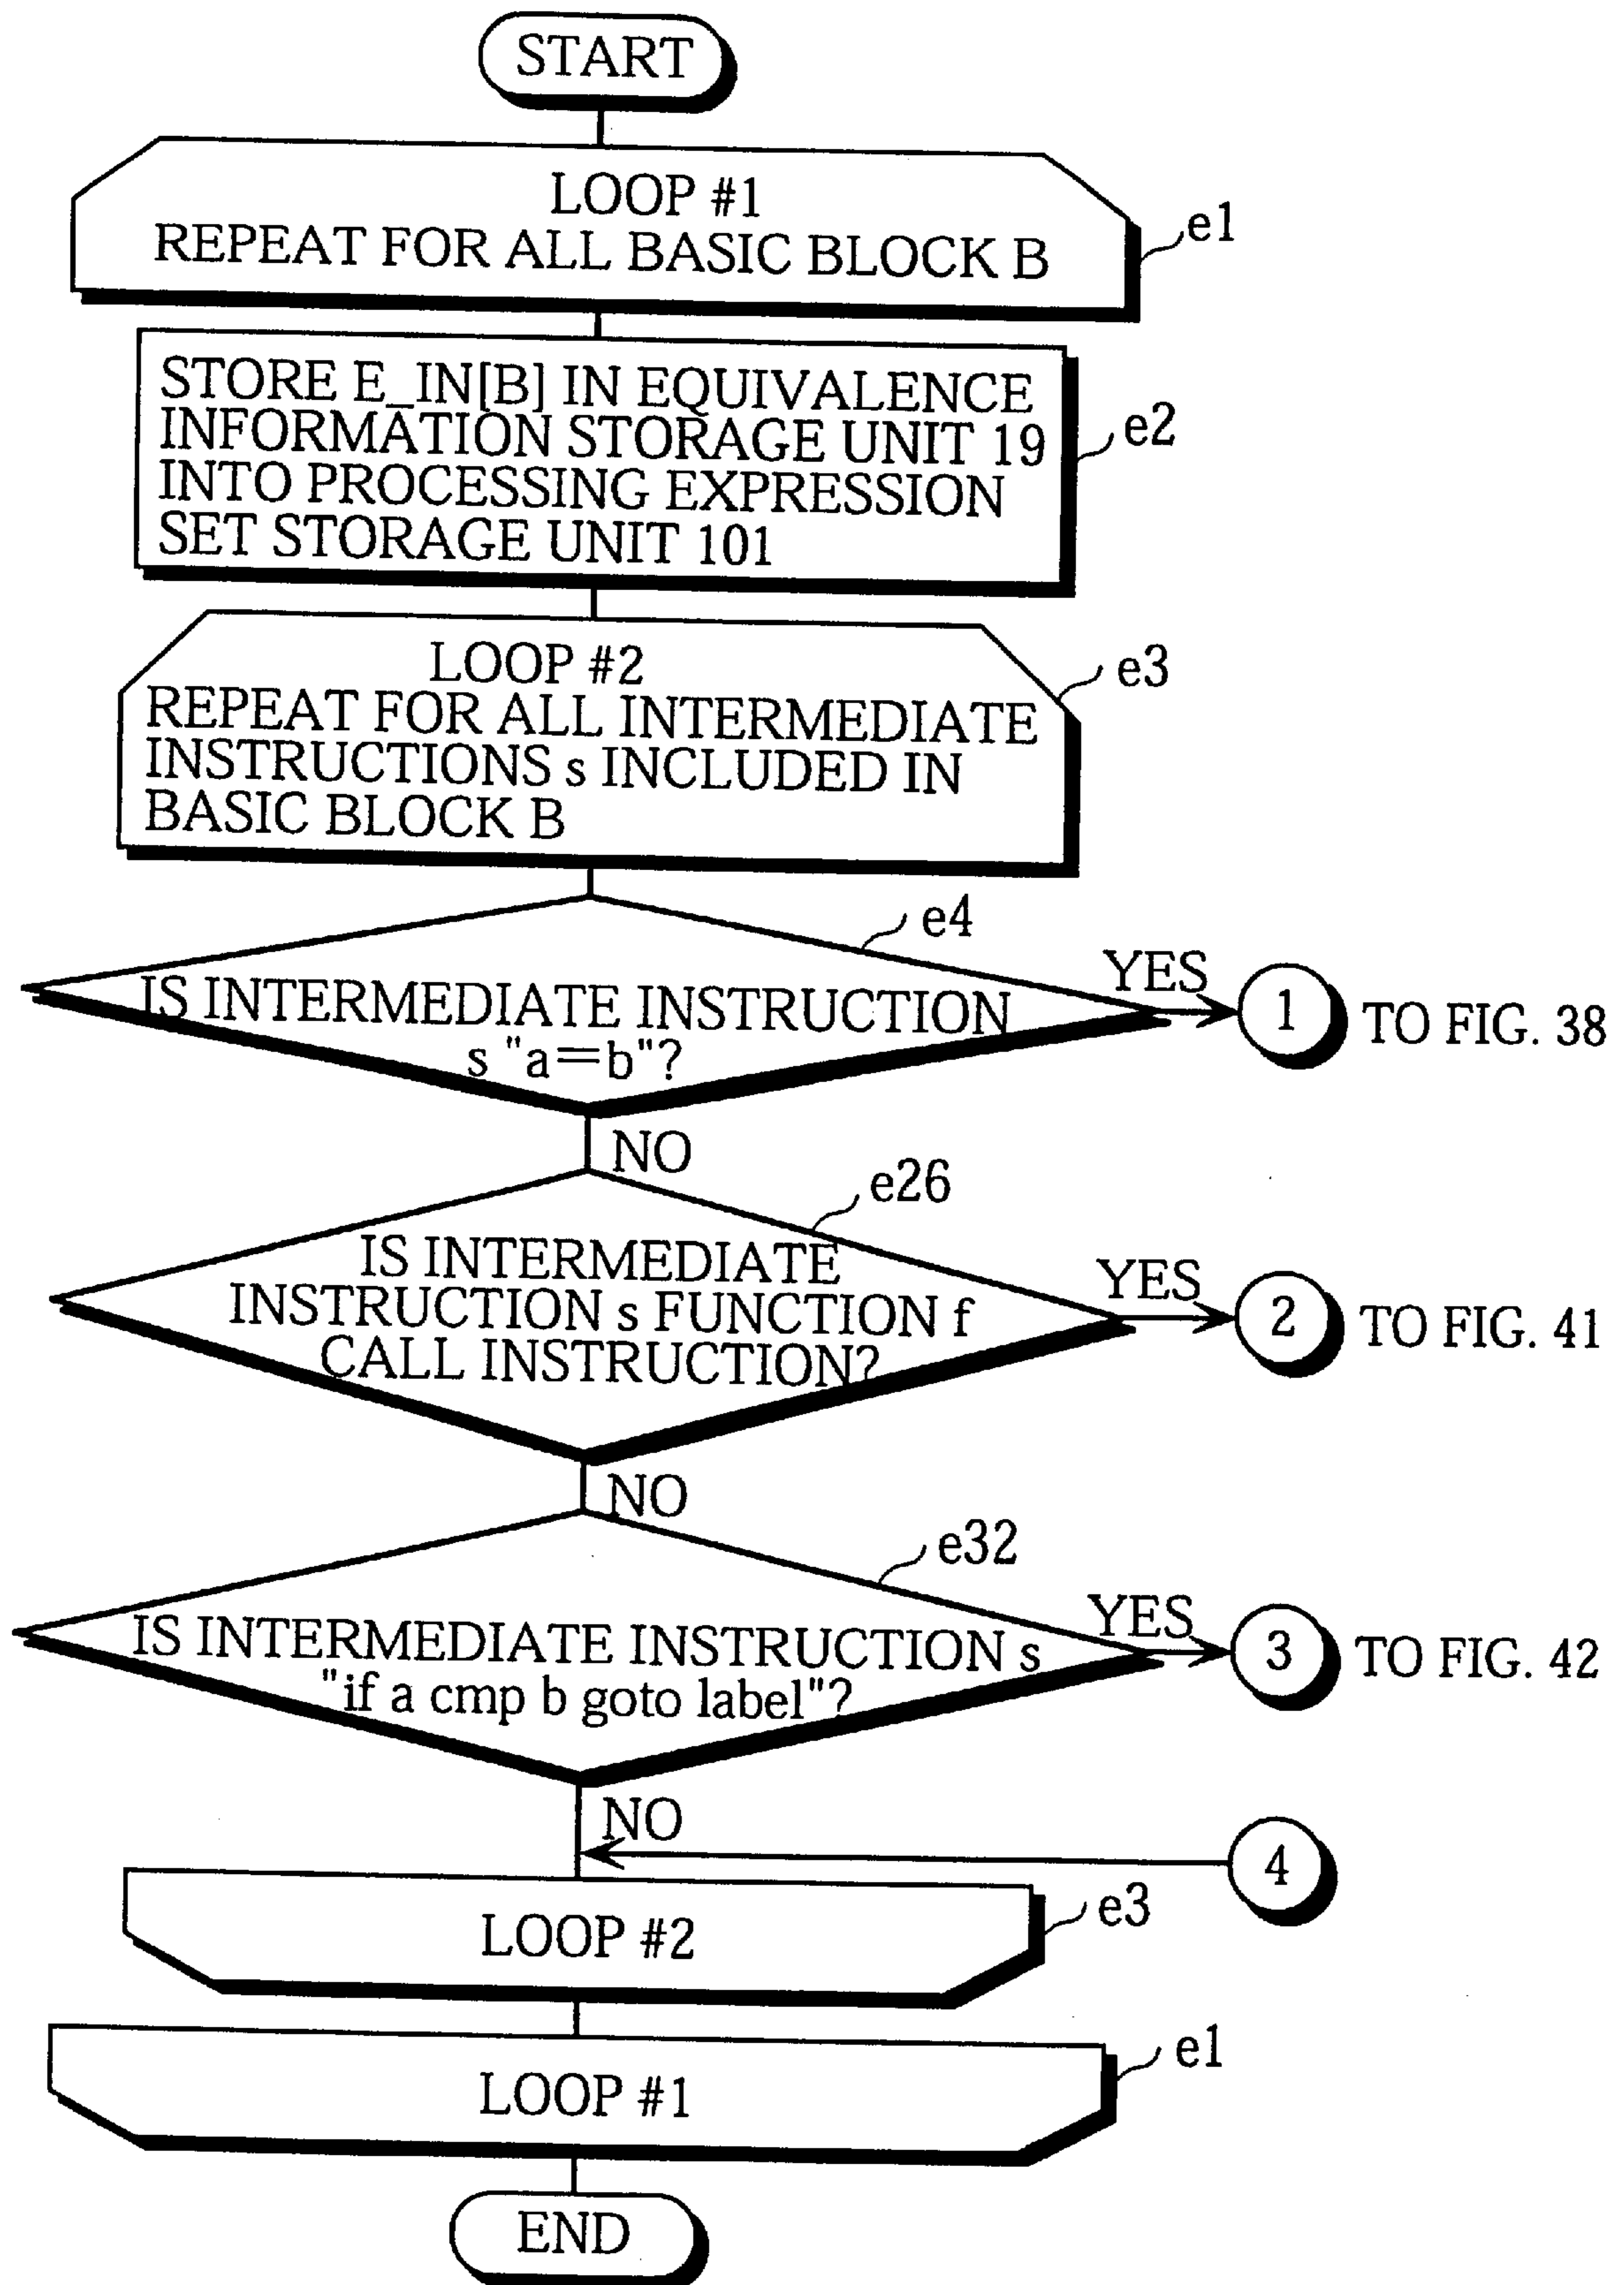 START
LOOP #1
REPEAT FOR ALL BASIC BLOCK B
e1
STORE E_IN[B] IN EQUIVALENCE
INFORMATION STORAGE UNIT 19
INTO PROCESSING EXPRESSION
SET STORAGE UNIT 101
e2
LOOP #2
REPEAT FOR ALL INTERMEDIATE
INSTRUCTIONS s INCLUDED IN
BASIC BLOCK B
e3
e4
IS INTERMEDIATE INSTRUCTION
s "a=b"?
YES
1
TO FIG. 38
NO
e26
IS INTERMEDIATE
INSTRUCTION s FUNCTION f
CALL INSTRUCTION?
YES
2
TO FIG. 41
NO
e32
IS INTERMEDIATE INSTRUCTION s
"if a cmp b goto label"?
YES
3
TO FIG. 42
NO
4
LOOP #2
e3
LOOP #1
e1
END